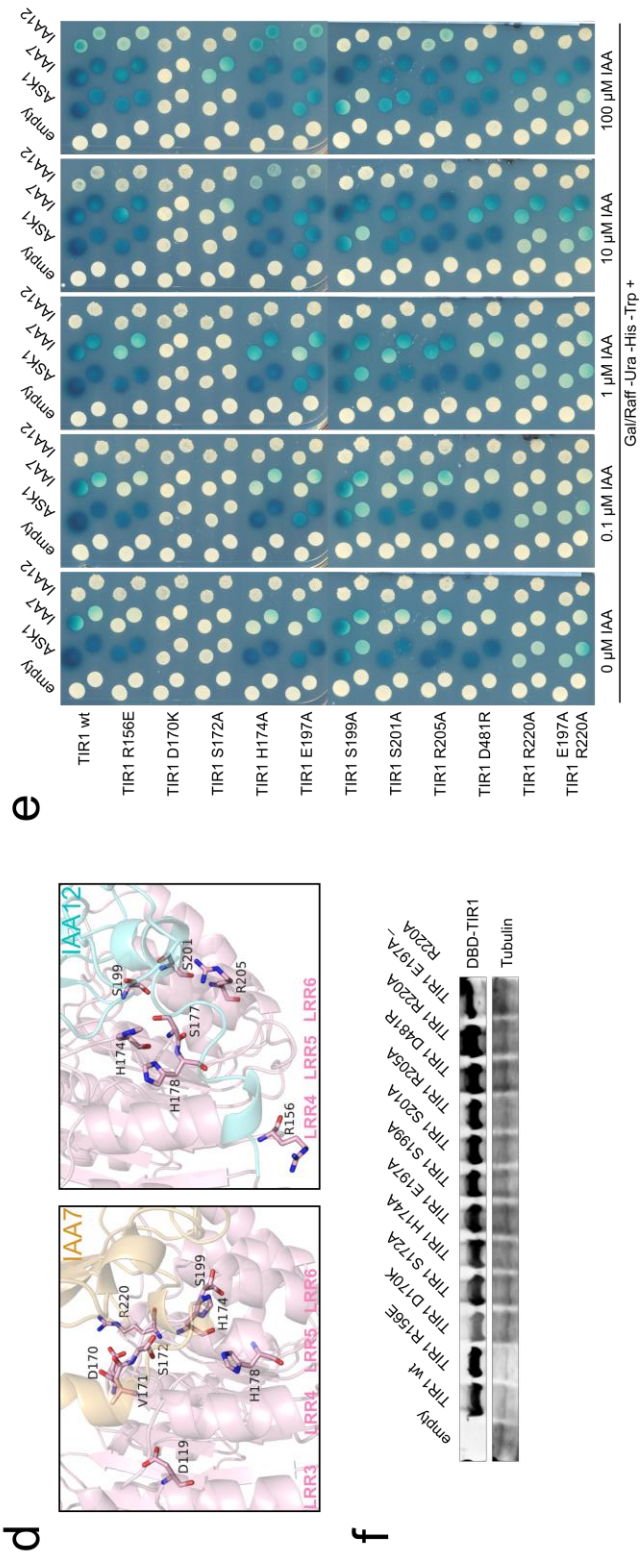 d
IAA7
D170
R220
V171
S172
S199
H174
D119
H178
LRR3 LRR4 LRR5 LRR6
IAA12
S199
H174
S201
S177
R205
H178
R156
LRR4 LRR5 LRR6
e
empty ASK1 IAA7 IAA12 empty ASK1 IAA7 IAA12 empty ASK1 IAA7 IAA12 empty ASK1 IAA7 IAA12 empty ASK1 IAA7 IAA12
TIR1 wt
TIR1 R156E
TIR1 D170K
TIR1 S172A
TIR1 H174A
TIR1 E197A
TIR1 S199A
TIR1 S201A
TIR1 R205A
TIR1 D481R
TIR1 R220A
TIR1 E197A R220A
0 µM IAA 0.1 µM IAA 1 µM IAA 10 µM IAA 100 µM IAA
Gal/Raff -Ura -His -Trp +
f
empty
TIR1 wt
TIR1 R156E
TIR1 D170K
TIR1 S172A
TIR1 H174A
TIR1 E197A
TIR1 S199A
TIR1 S201A
TIR1 R205A
TIR1 D481R
TIR1 R220A
TIR1 E197A_
R220A
DBD-TIR1
Tubulin